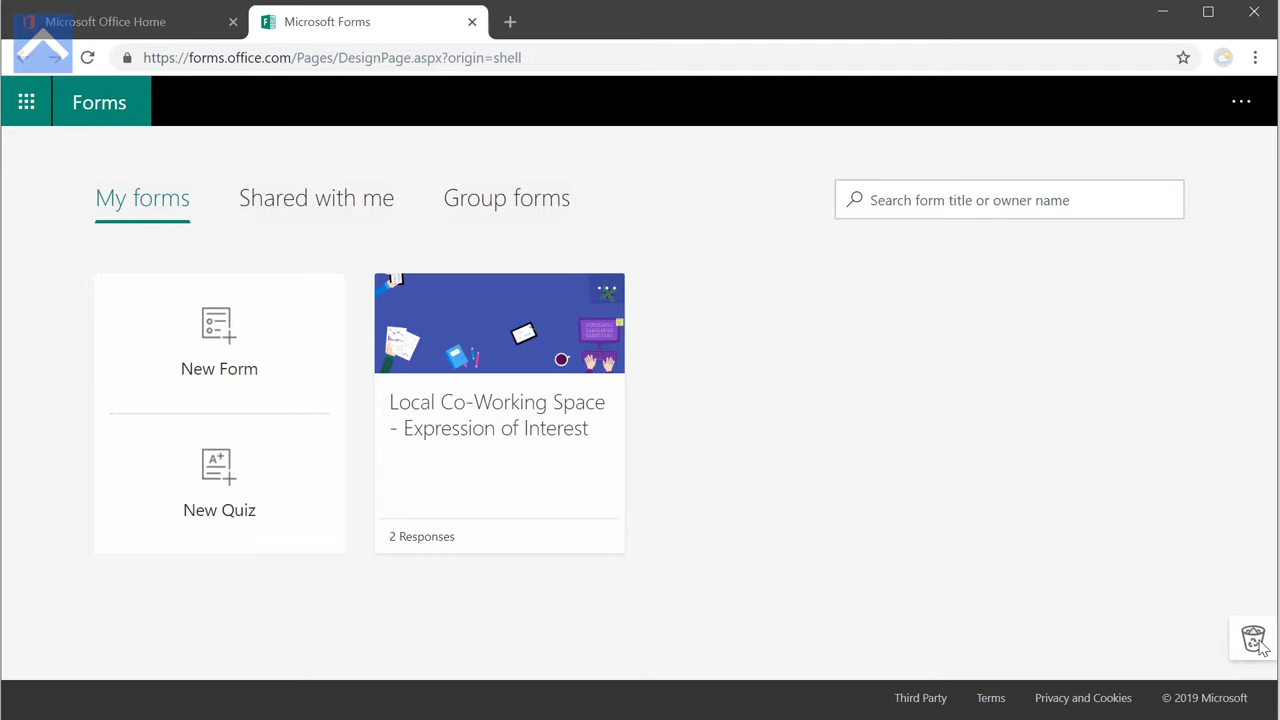 Microsoft Office Home
Microsoft Forms
https://forms.office.com/Pages/DesignPage.aspx?origin=shell
Forms
My forms
Shared with me
Group forms
Search form title or owner name
New Form
New Quiz
Local Co-Working Space
- Expression of Interest
2 Responses
Third Party
Terms
Privacy and Cookies
© 2019 Microsoft